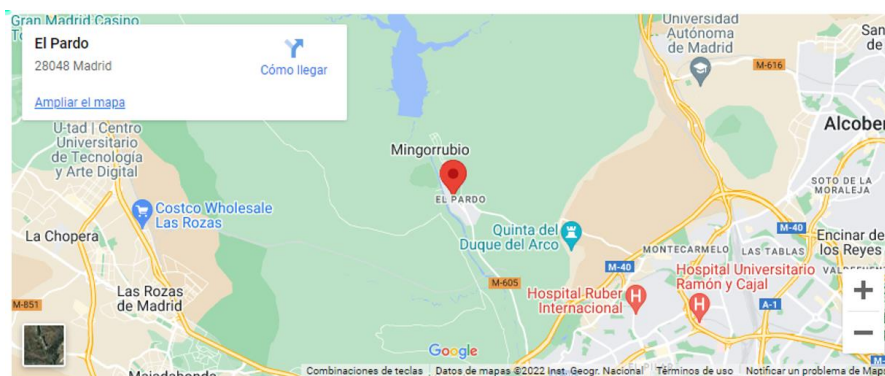 Gran Madrid Casino
El Pardo
28048 Madrid
Cómo llegar
Ampliar el mapa
U-tad | Centro
Universitario
de Tecnología
y Arte Digital
Costco Wholesale
Las Rozas
La Chopera
Las Rozas
de Madrid
M-851
Majadahonda
Mingorrubio
EL PARDO
Quinta del
Duque del Arco
M-605
Universidad
Autónoma
de Madrid
M-616
San
de
Alcober
SOTO DE LA
MORALEJA
M-40
Encinar de
los Reyes
MONTECARMELO
LAS TABLAS
M-40
Hospital Universitario
Ramón y Cajal
Hospital Ruber
Internacional
A-1
+
−
Google
Combinaciones de teclas
Datos de mapas ©2022 Inst. Geogr. Nacional
Términos de uso
Notificar un problema de Maps